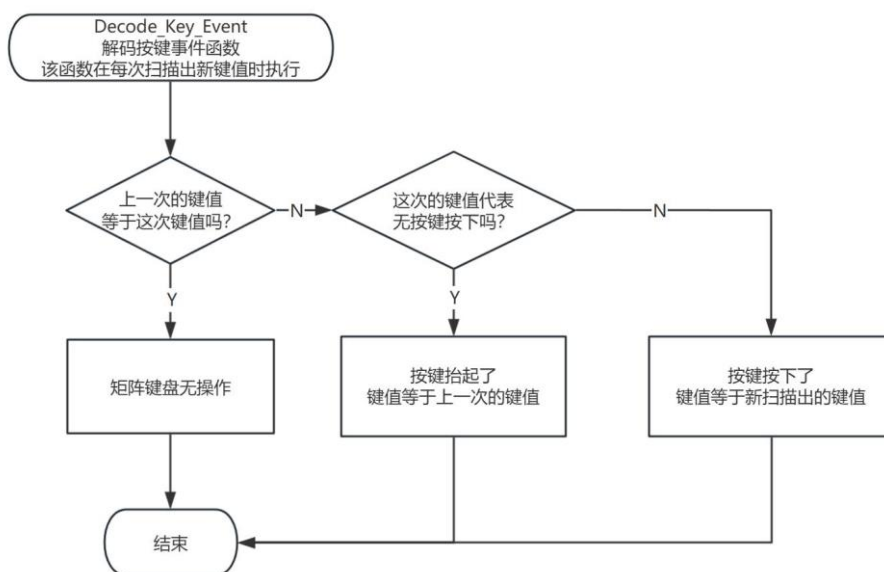 Decode_Key_Event
解码按键事件函数
该函数在每次扫描出新键值时执行
上一次的键值
等于这次键值吗?
N
这次的键值代表
无按键按下吗?
N
Y
Y
矩阵键盘无操作
按键抬起了
键值等于上一次的键值
按键按下了
键值等于新扫描出的键值
结束